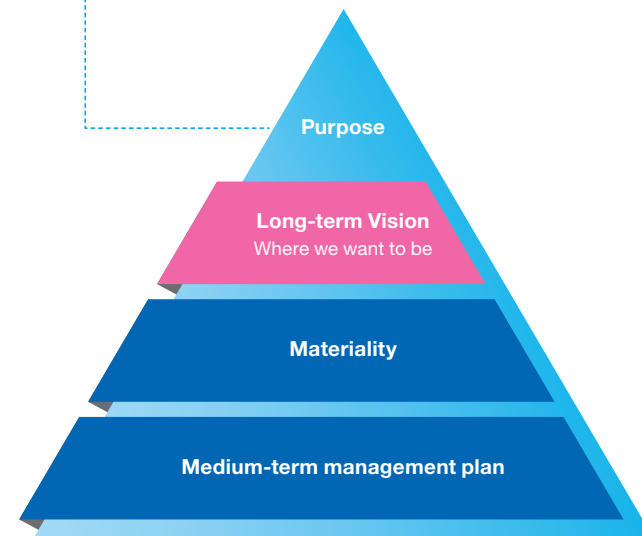 Purpose
Long-term Vision
Where we want to be
Materiality
Medium-term management plan